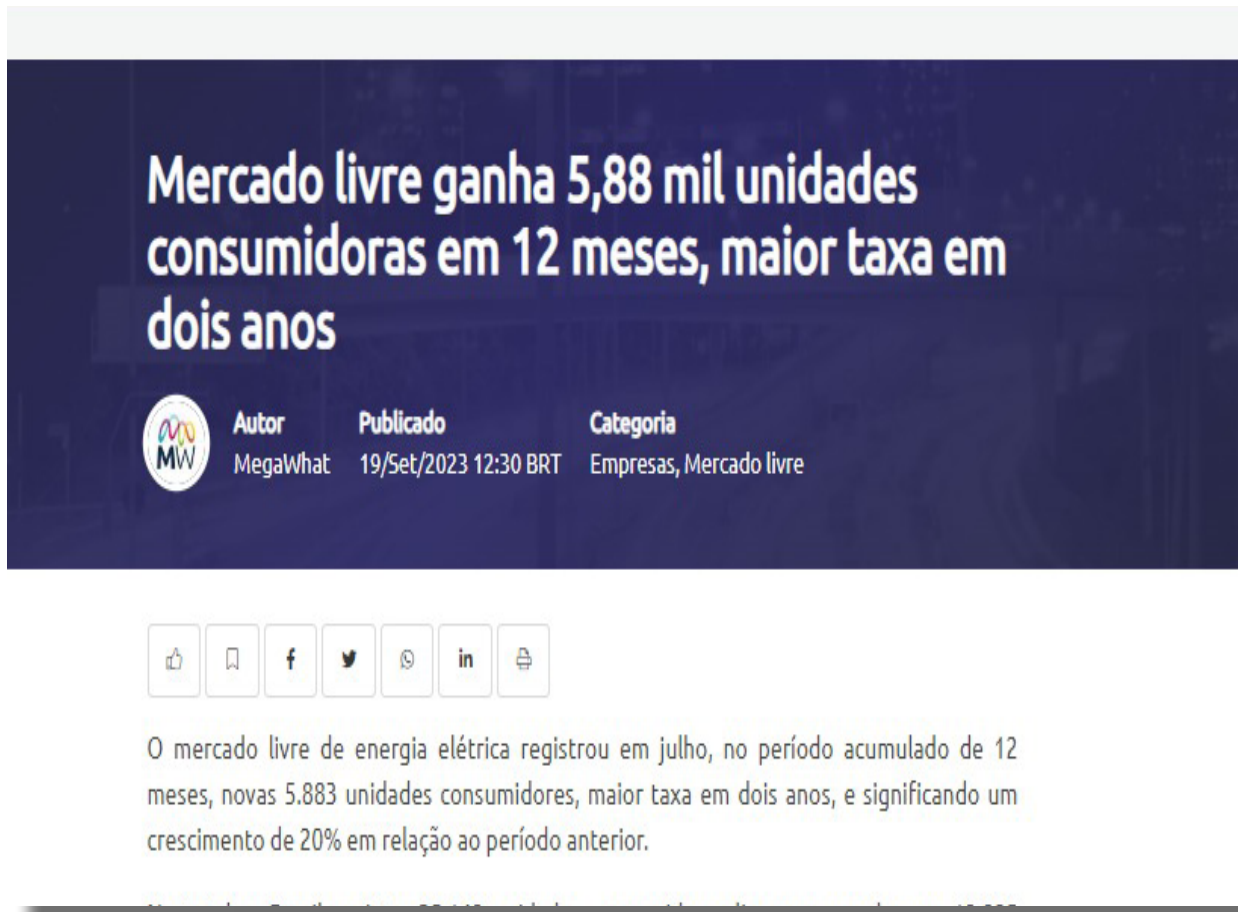 Mercado livre ganha 5,88 mil unidades
consumidoras em 12 meses, maior taxa em
dois anos
MW
Autor
MegaWhat
Publicado
19/Set/2023 12:30 BRT
Categoria
Empresas, Mercado livre
f
in
O mercado livre de energia elétrica registrou em julho, no período acumulado de 12
meses, novas 5.883 unidades consumidores, maior taxa em dois anos, e significando um
crescimento de 20% em relação ao período anterior.